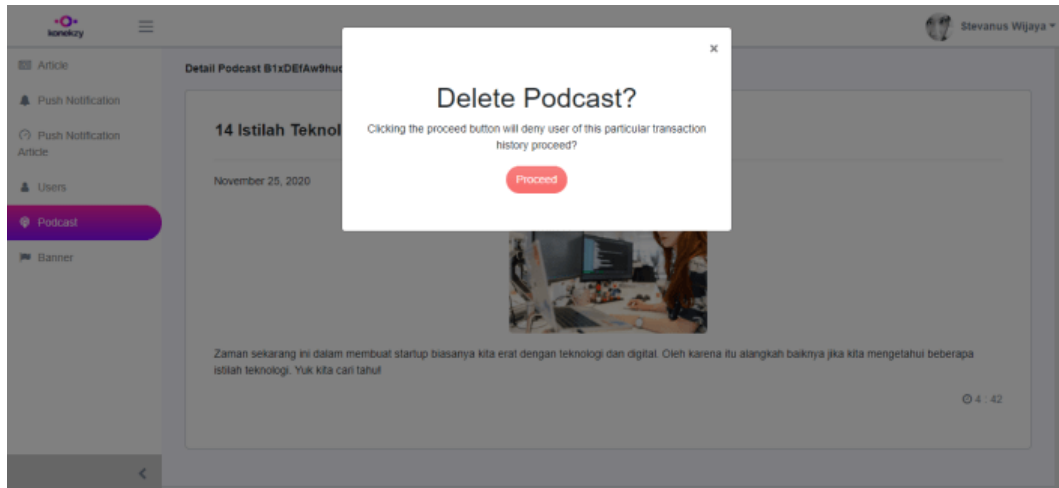 konekzy
Stevanus Wijaya
Article
Push Notification
Push Notification
Article
Users
Podcast
Banner
Detail Podcast
14 Istilah
November 25, 2020
×
Delete Podcast?
Clicking the proceed button will deny user of this particular transaction
history proceed?
Proceed
Zaman sekarang ini dalam membuat startup biasanya kita erat dengan teknologi dan digital. Oleh karena itu alangkah baiknya jika kita mengetahui beberapa
istilah teknologi. Yuk kita cari tahu!
4 : 42